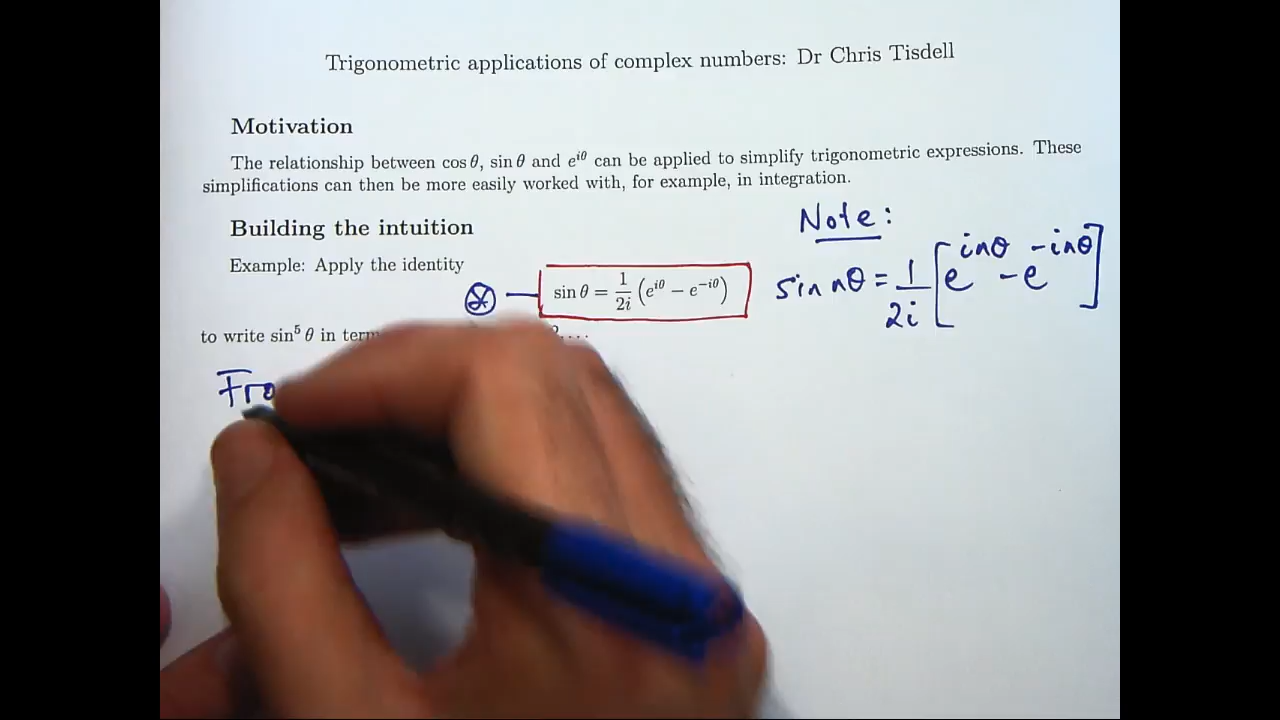 Trigonometric applications of complex numbers: Dr Chris Tisdell
Motivation
The relationship between cos θ, sin θ and e^{iθ} can be applied to simplify trigonometric expressions. These
simplifications can then be more easily worked with, for example, in integration.
Building the intuition
Note:
Example: Apply the identity
sin θ = \frac{1}{2i} (e^{iθ} − e^{−iθ})
sin nθ = \frac{1}{2i} [e^{inθ} − e^{−inθ}]
to write sin^5 θ in